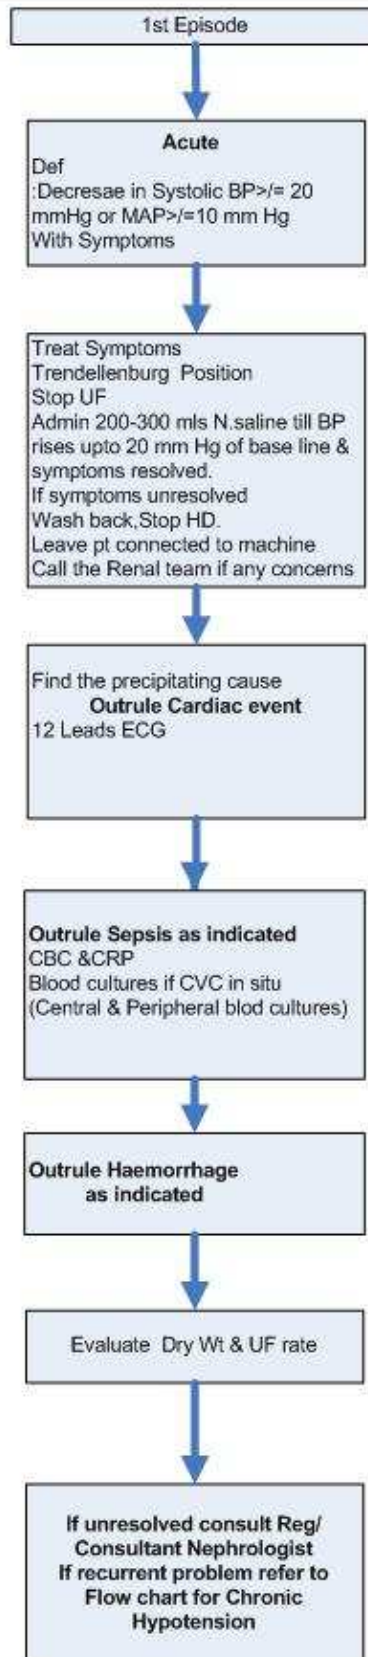 1st Episode
Acute
Def
:Decresae in Systolic BP>/= 20
mmHg or MAP>/=10 mm Hg
With Symptoms
Treat Symptoms
Trendellenburg Position
Stop UF
Admin 200-300 mls N.saline till BP
rises upto 20 mm Hg of base line &
symptoms resolved.
If symptoms unresolved
Wash back,Stop HD.
Leave pt connected to machine
Call the Renal team if any concerns
Find the precipitating cause
Outrule Cardiac event
12 Leads ECG
Outrule Sepsis as indicated
CBC &CRP
Blood cultures if CVC in situ
(Central & Peripheral blod cultures)
Outrule Haemorrhage
as indicated
Evaluate Dry Wt & UF rate
If unresolved consult Reg/
Consultant Nephrologist
If recurrent problem refer to
Flow chart for Chronic
Hypotension